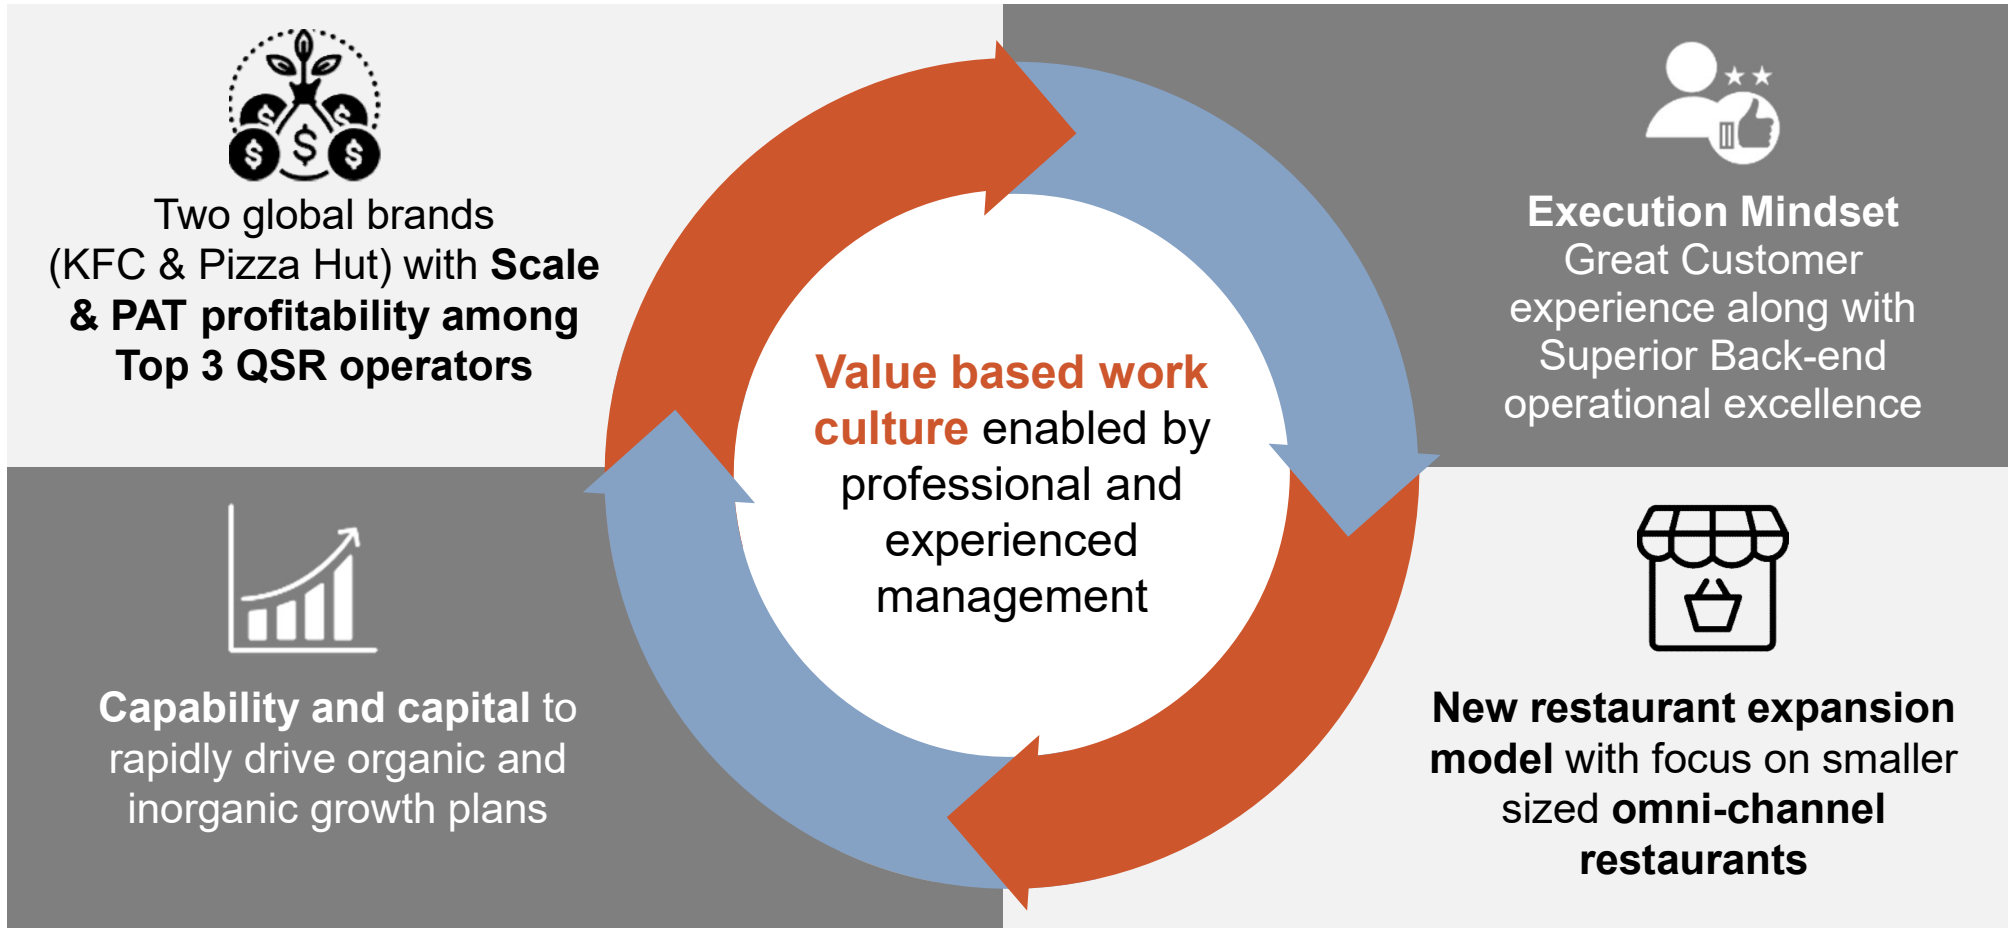 Two global brands
(KFC & Pizza Hut) with Scale
& PAT profitability among
Top 3 QSR operators
Execution Mindset
Great Customer
experience along with
Superior Back-end
operational excellence
Value based work
culture enabled by
professional and
experienced
management
Capability and capital to
rapidly drive organic and
inorganic growth plans
New restaurant expansion
model with focus on smaller
sized omni-channel
restaurants